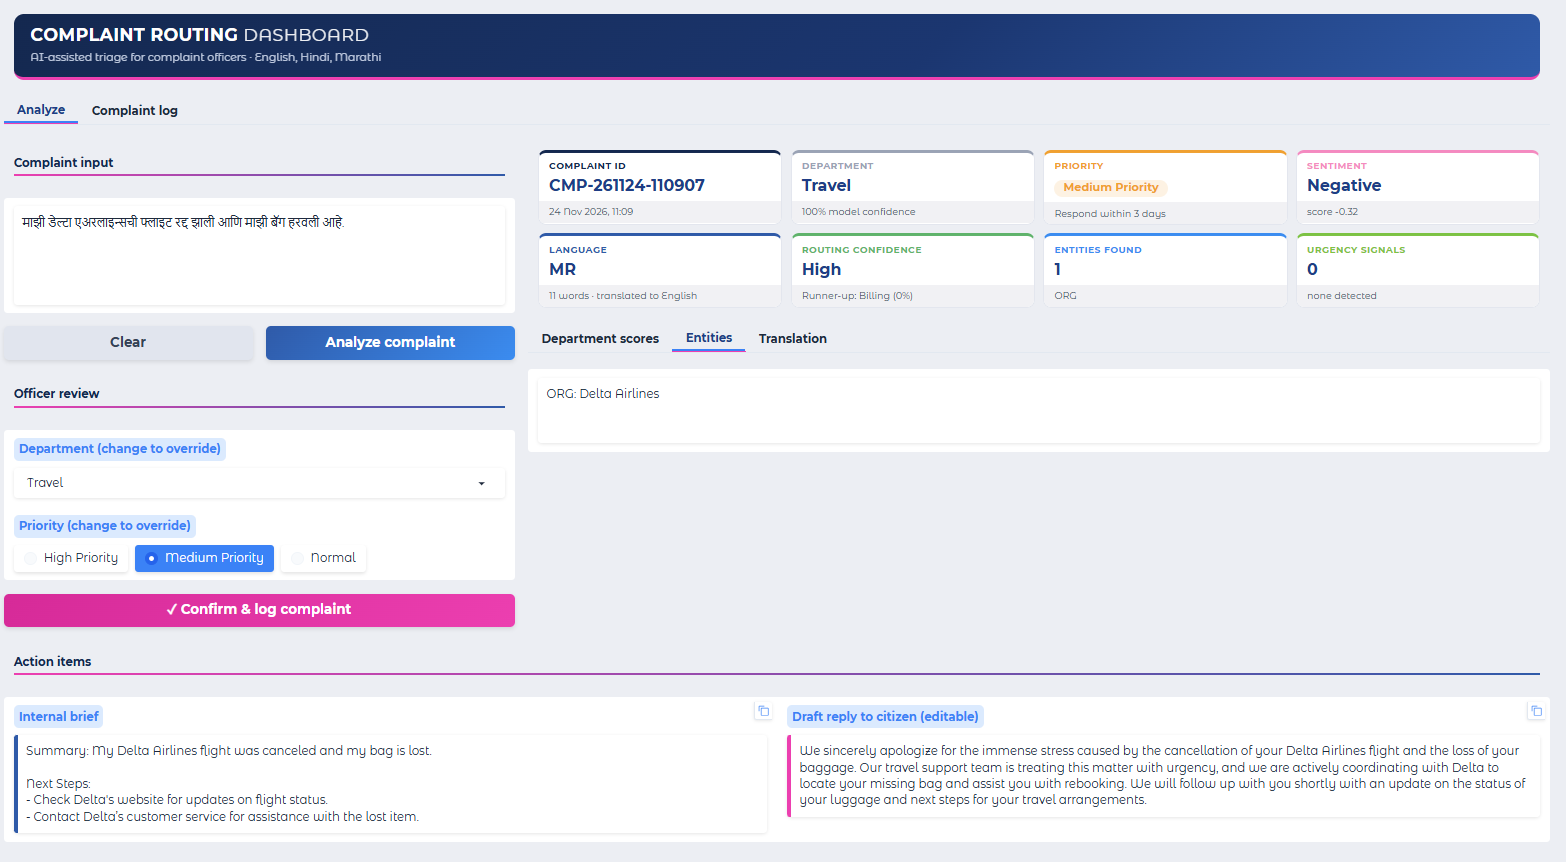 COMPLAINT ROUTING DASHBOARD
AI-assisted triage for complaint officers · English, Hindi, Marathi
Analyze
Complaint log
Complaint input
माझी डेल्टा एअरलाइन्सची फ्लाइट रद्द झाली आणि माझी बॅग हरवली आहे.
Clear
Analyze complaint
Officer review
Department (change to override)
Travel
Priority (change to override)
High Priority
Medium Priority
Normal
✓ Confirm & log complaint
COMPLAINT ID
CMP-261124-110907
24 Nov 2026, 11:09
DEPARTMENT
Travel
100% model confidence
PRIORITY
Medium Priority
Respond within 3 days
SENTIMENT
Negative
score -0.32
LANGUAGE
MR
11 words · translated to English
ROUTING CONFIDENCE
High
Runner-up: Billing (0%)
ENTITIES FOUND
1
ORG
URGENCY SIGNALS
0
none detected
Department scores
Entities
Translation
ORG: Delta Airlines
Action items
Internal brief
Summary: My Delta Airlines flight was canceled and my bag is lost.
Next Steps:
- Check Delta's website for updates on flight status.
- Contact Delta's customer service for assistance with the lost item.
Draft reply to citizen (editable)
We sincerely apologize for the immense stress caused by the cancellation of your Delta Airlines flight and the loss of your
baggage. Our travel support team is treating this matter with urgency, and we are actively coordinating with Delta to
locate your missing bag and assist you with rebooking. We will follow up with you shortly with an update on the status of
your luggage and next steps for your travel arrangements.